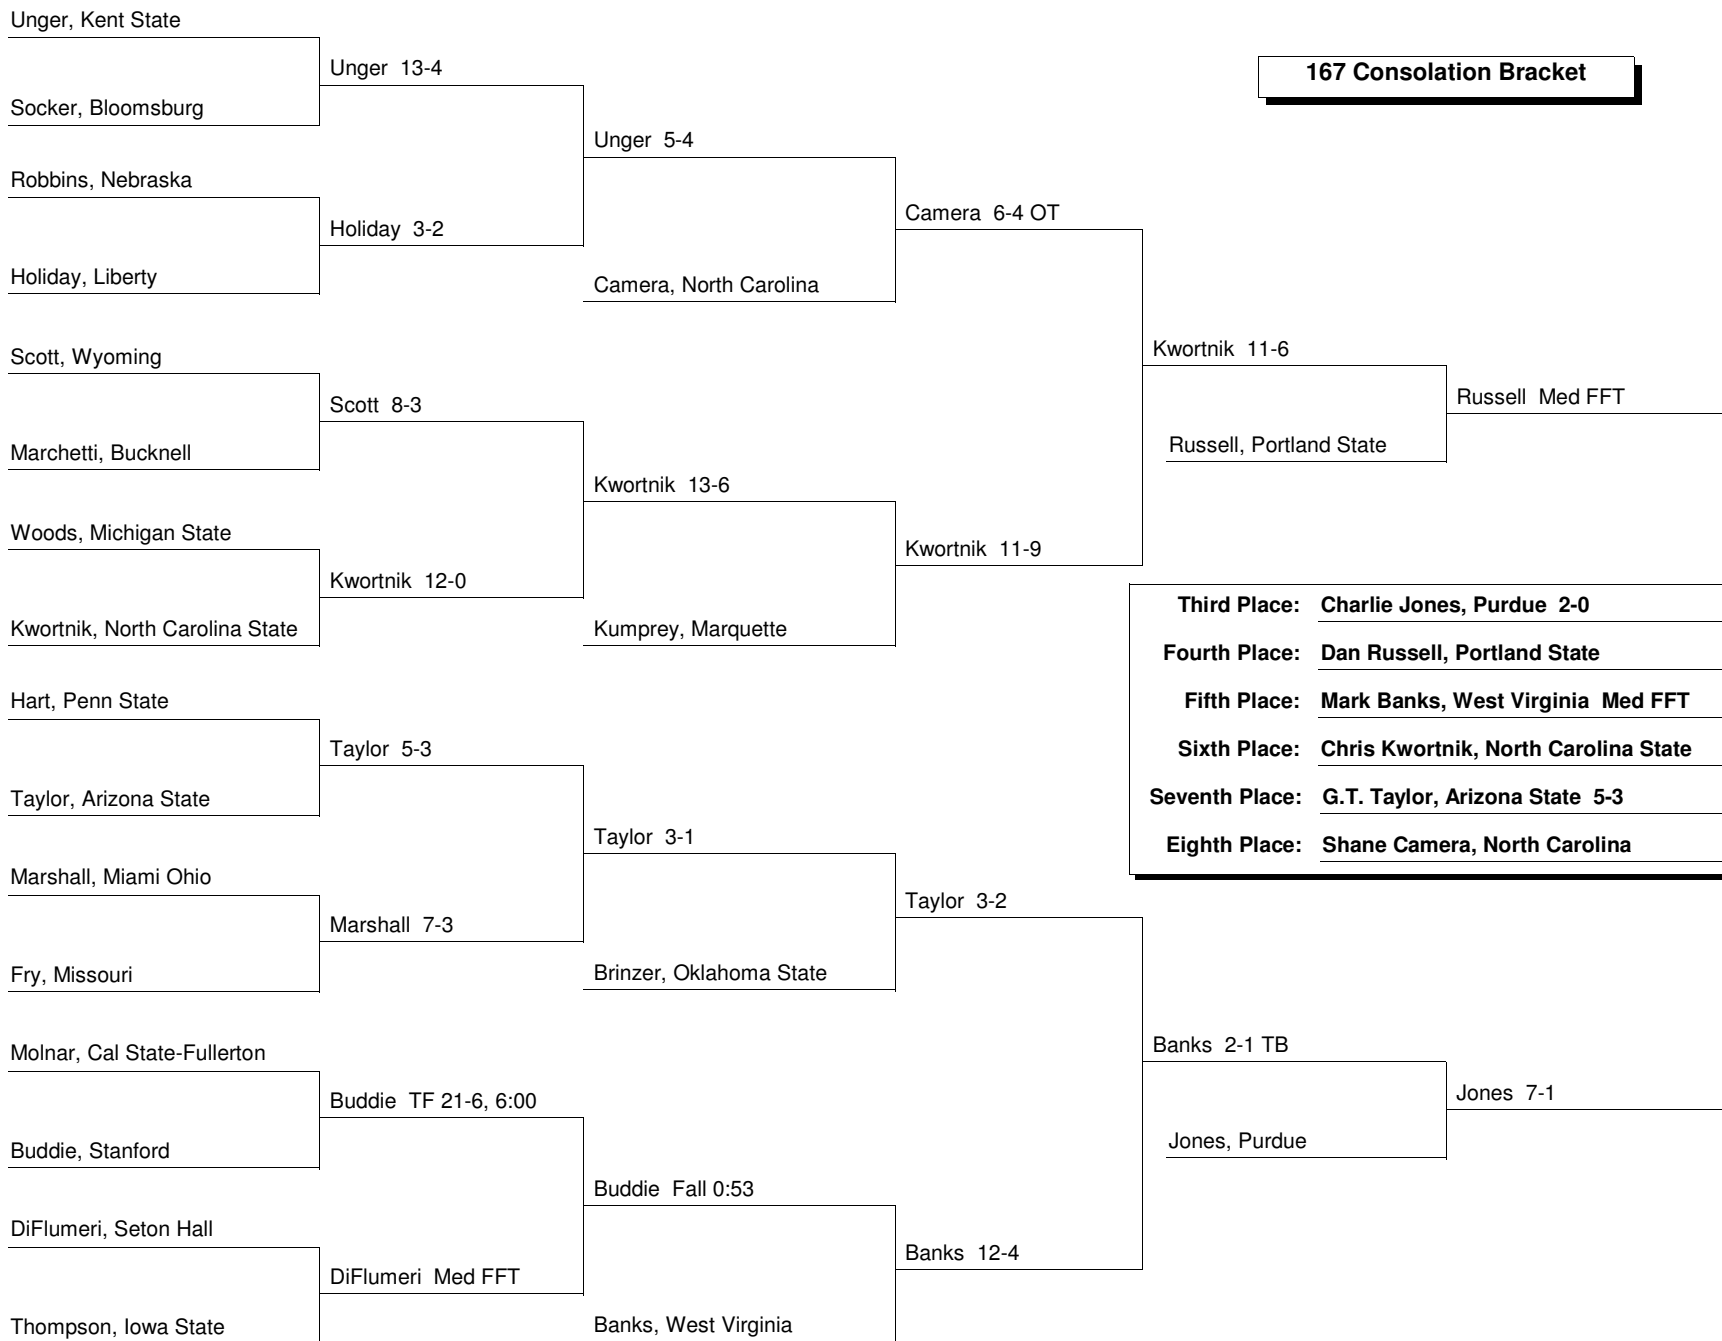 Unger, Kent State
Unger  13-4
167 Consolation Bracket
Socker, Bloomsburg
Unger  5-4
Robbins, Nebraska
Camera  6-4 OT
Holiday  3-2
Holiday, Liberty
Camera, North Carolina
Scott, Wyoming
Kwortnik  11-6
Scott  8-3
Russell  Med FFT
Marchetti, Bucknell
Russell, Portland State
Kwortnik  13-6
Woods, Michigan State
Kwortnik  11-9
Kwortnik  12-0
Kwortnik, North Carolina State
Kumprey, Marquette
Third Place: Charlie Jones, Purdue  2-0
Fourth Place: Dan Russell, Portland State
Fifth Place: Mark Banks, West Virginia  Med FFT
Sixth Place: Chris Kwortnik, North Carolina State
Seventh Place: G.T. Taylor, Arizona State  5-3
Eighth Place: Shane Camera, North Carolina
Hart, Penn State
Taylor  5-3
Taylor, Arizona State
Taylor  3-1
Marshall, Miami Ohio
Taylor  3-2
Marshall  7-3
Fry, Missouri
Brinzer, Oklahoma State
Molnar, Cal State-Fullerton
Banks  2-1 TB
Buddie  TF 21-6, 6:00
Jones  7-1
Buddie, Stanford
Jones, Purdue
Buddie  Fall 0:53
DiFlumeri, Seton Hall
Banks  12-4
DiFlumeri  Med FFT
Thompson, Iowa State
Banks, West Virginia